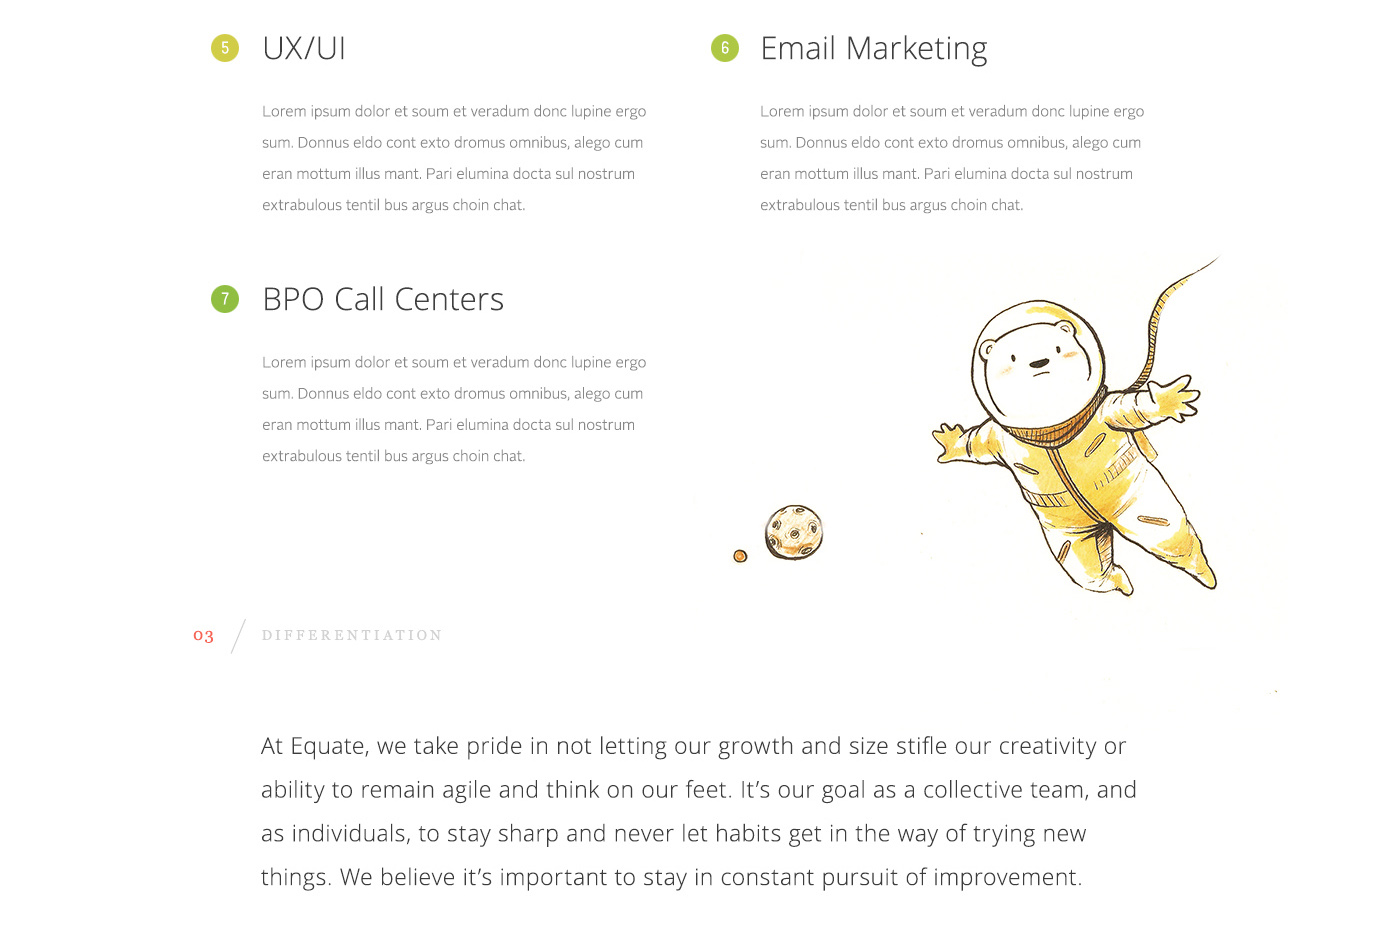 5 UX/UI
Lorem ipsum dolor et soum et veradum donc lupine ergo
sum. Donnus eldo cont exto dromus omnibus, alego cum
eran mottum illus mant. Pari elumina docta sul nostrum
extrabulous tentil bus argus choin chat.
6 Email Marketing
Lorem ipsum dolor et soum et veradum donc lupine ergo
sum. Donnus eldo cont exto dromus omnibus, alego cum
eran mottum illus mant. Pari elumina docta sul nostrum
extrabulous tentil bus argus choin chat.
7 BPO Call Centers
Lorem ipsum dolor et soum et veradum donc lupine ergo
sum. Donnus eldo cont exto dromus omnibus, alego cum
eran mottum illus mant. Pari elumina docta sul nostrum
extrabulous tentil bus argus choin chat.
03 / DIFFERENTIATION
At Equate, we take pride in not letting our growth and size stifle our creativity or
ability to remain agile and think on our feet. It’s our goal as a collective team, and
as individuals, to stay sharp and never let habits get in the way of trying new
things. We believe it’s important to stay in constant pursuit of improvement.